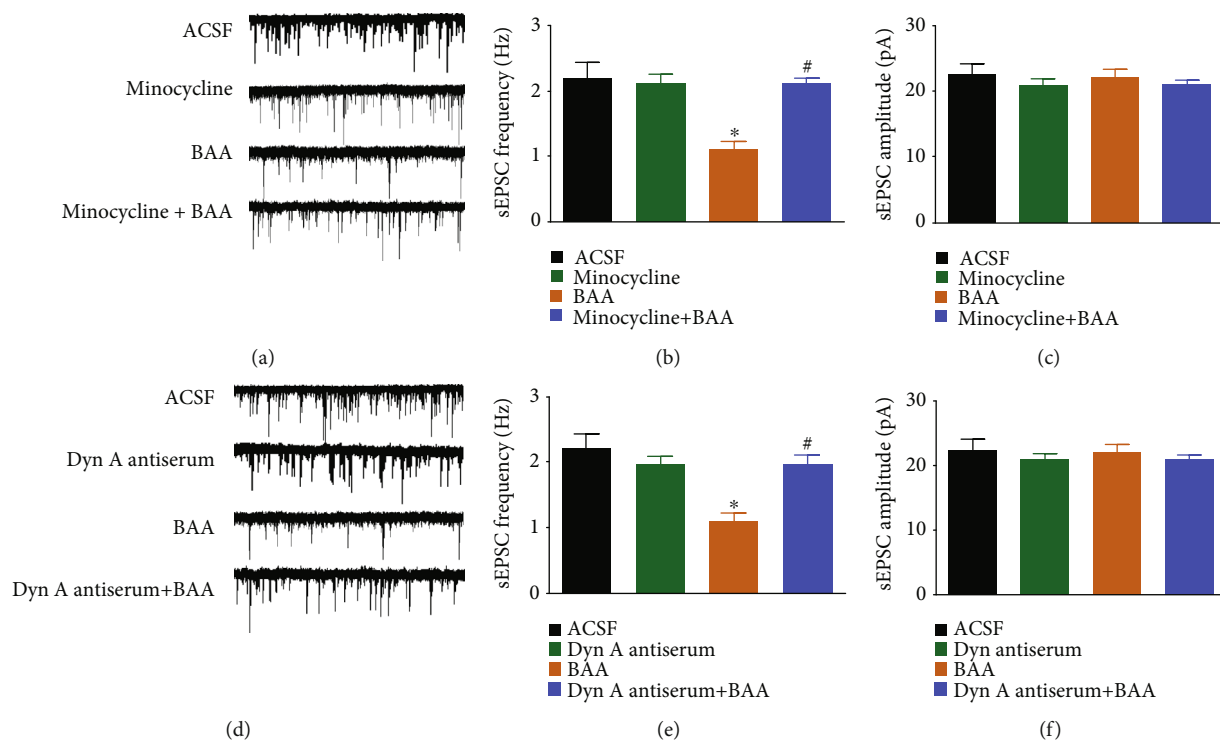 ACSF
Minocycline
BAA
Minocycline + BAA
(a)
sEPSC frequency (Hz)
3
2
1
0
*
#
ACSF
Minocycline
BAA
Minocycline+BAA
(b)
sEPSC amplitude (pA)
30
20
10
0
ACSF
Minocycline
BAA
Minocycline+BAA
(c)
ACSF
Dyn A antiserum
BAA
Dyn A antiserum+BAA
(d)
sEPSC frequency (Hz)
3
2
1
0
*
#
ACSF
Dyn A antiserum
BAA
Dyn A antiserum+BAA
(e)
sEPSC amplitude (pA)
30
20
10
0
ACSF
Dyn antiserum
BAA
Dyn A antiserum+BAA
(f)